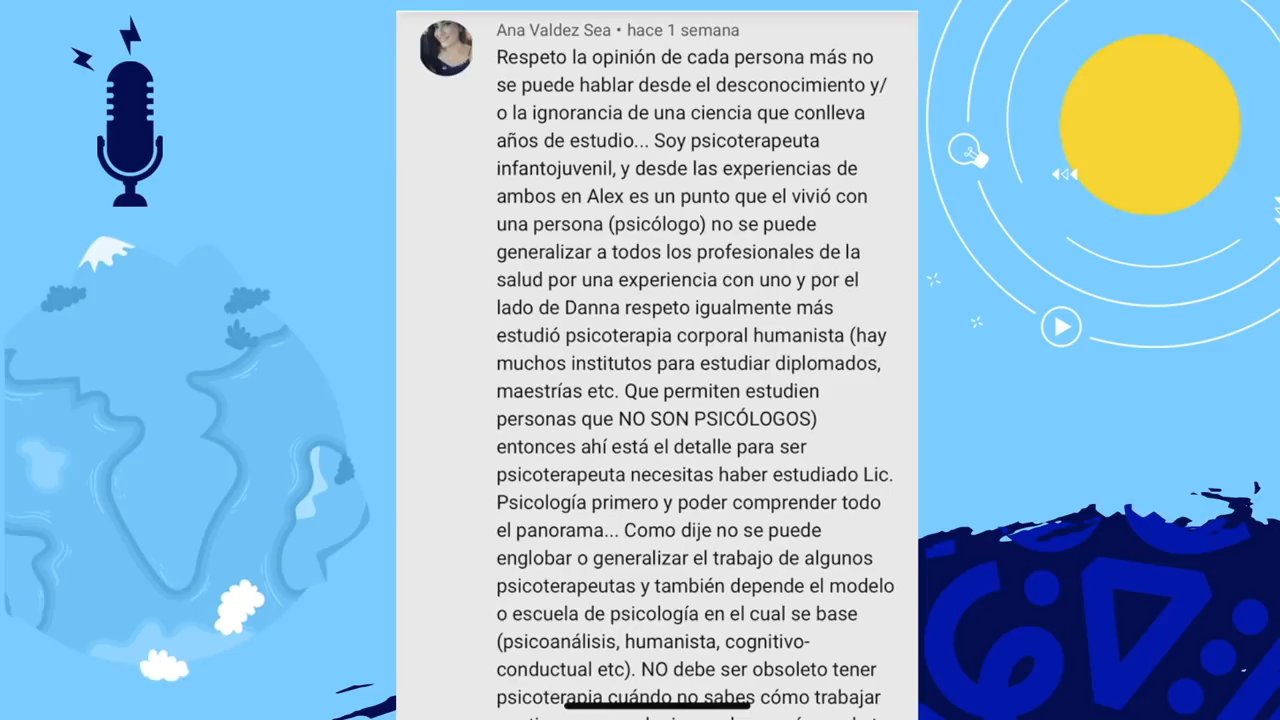 Ana Valdez Sea • hace 1 semana
Respeto la opinión de cada persona más no
se puede hablar desde el desconocimiento y/
o la ignorancia de una ciencia que conlleva
años de estudio... Soy psicoterapeuta
infantojuvenil, y desde las experiencias de
ambos en Alex es un punto que el vivió con
una persona (psicólogo) no se puede
generalizar a todos los profesionales de la
salud por una experiencia con uno y por el
lado de Danna respeto igualmente más
estudió psicoterapia corporal humanista (hay
muchos institutos para estudiar diplomados,
maestrías etc. Que permiten estudien
personas que NO SON PSICÓLOGOS)
entonces ahí está el detalle para ser
psicoterapeuta necesitas haber estudiado Lic.
Psicología primero y poder comprender todo
el panorama... Como dije no se puede
englobar o generalizar el trabajo de algunos
psicoterapeutas y también depende el modelo
o escuela de psicología en el cual se base
(psicoanálisis, humanista, cognitivo-
conductual etc). NO debe ser obsoleto tener
psicoterapia cuándo no sabes cómo trabajar